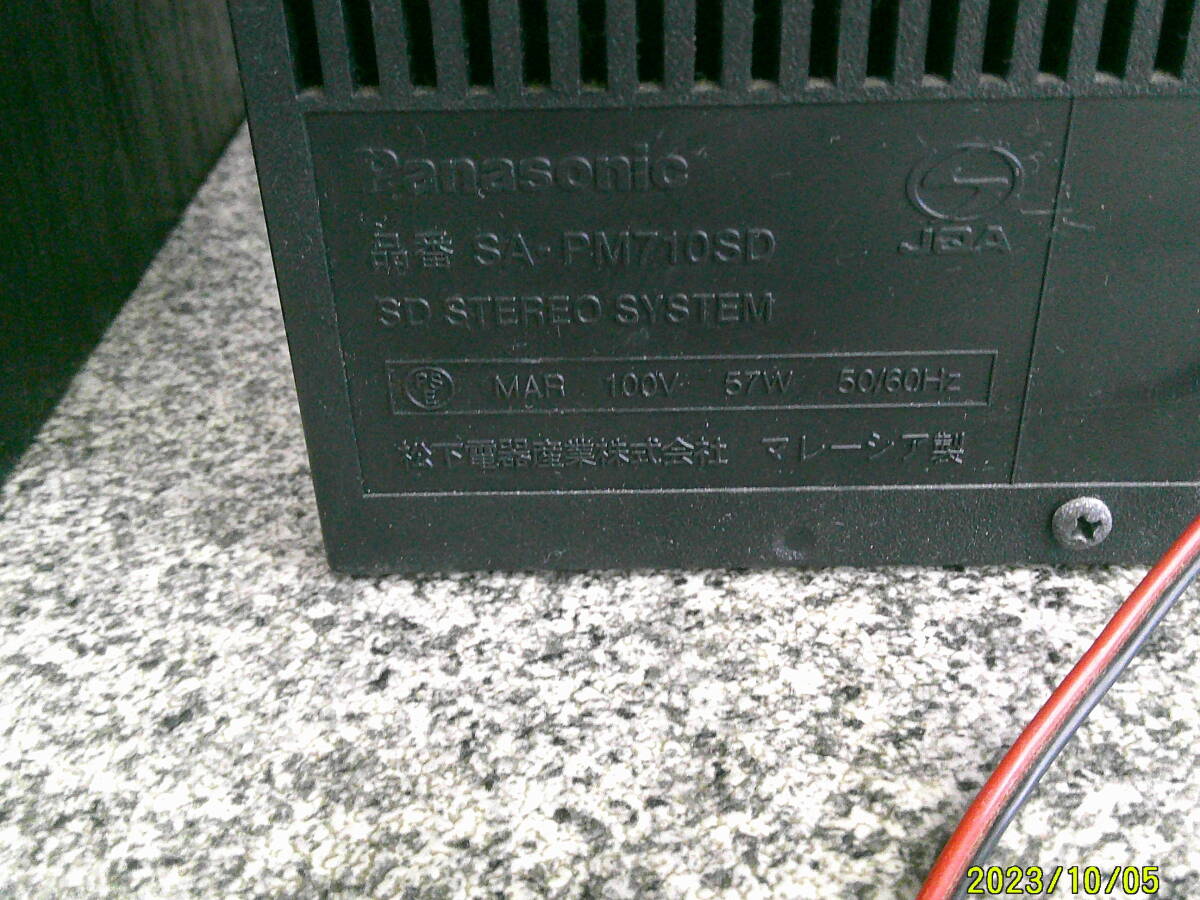 Panasonic
品番 SA-PM710SD
SD STEREO SYSTEM
PSE MAR 100V 57W 50/60Hz
松下電器産業株式会社 マレーシア製
S
JEA
2023/10/05